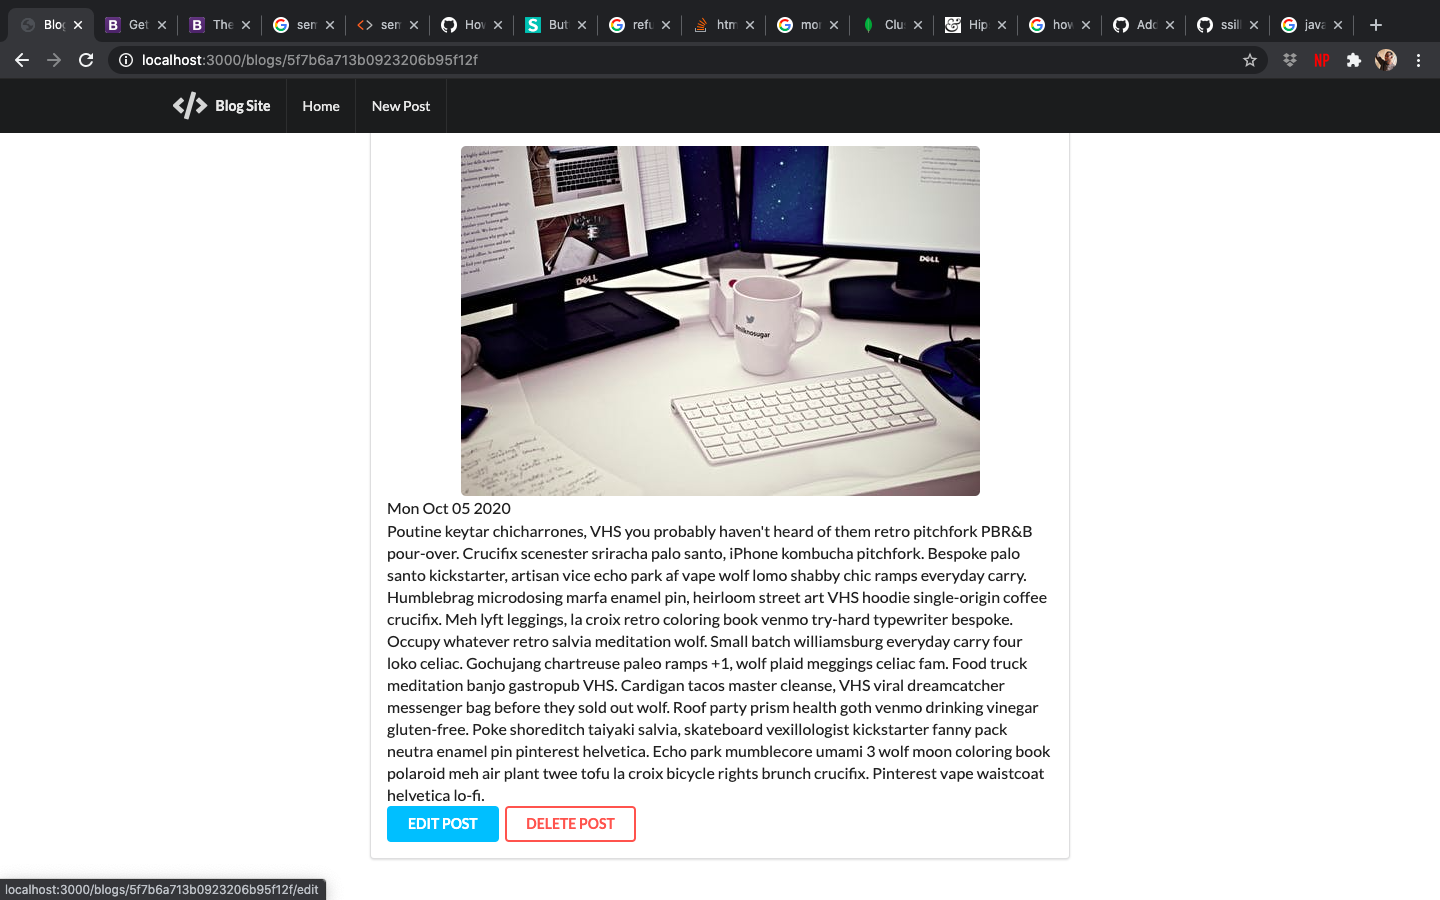 Blog
Get
The
sem
sem
How
But
refu
htm
mon
Clus
Hip
how
Add
ssill
java
localhost:3000/blogs/5f7b6a713b0923206b95f12f
NP
Blog Site
Home
New Post
DELL
DELL
Mon Oct 05 2020
Poutine keytar chicharrones, VHS you probably haven't heard of them retro pitchfork PBR&B
pour-over. Crucifix scenester sriracha palo santo, iPhone kombucha pitchfork. Bespoke palo
santo kickstarter, artisan vice echo park af vape wolf lomo shabby chic ramps everyday carry.
Humblebrag microdosing marfa enamel pin, heirloom street art VHS hoodie single-origin coffee
crucifix. Meh lyft leggings, la croix retro coloring book venmo try-hard typewriter bespoke.
Occupy whatever retro salvia meditation wolf. Small batch williamsburg everyday carry four
loko celiac. Gochujang chartreuse paleo ramps +1, wolf plaid meggings celiac fam. Food truck
meditation banjo gastropub VHS. Cardigan tacos master cleanse, VHS viral dreamcatcher
messenger bag before they sold out wolf. Roof party prism health goth venmo drinking vinegar
gluten-free. Poke shoreditch taiyaki salvia, skateboard vexillologist kickstarter fanny pack
neutra enamel pin pinterest helvetica. Echo park mumblecore umami 3 wolf moon coloring book
polaroid meh air plant twee tofu la croix bicycle rights brunch crucifix. Pinterest vape waistcoat
helvetica lo-fi.
EDIT POST
DELETE POST
localhost:3000/blogs/5f7b6a713b0923206b95f12f/edit